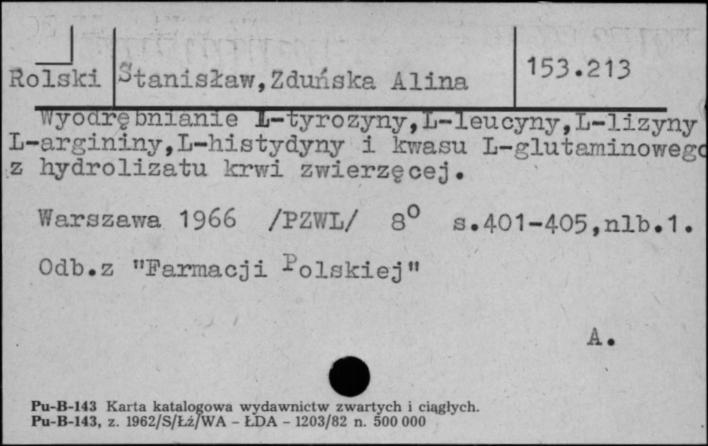 Rolski Stanisław,Zduńska Alina 153.213
Wyodrębnianie L-tyrozyny,L-leucyny,L-lizyny
L-argininy,L-histydyny i kwasu L-glutaminowego
z hydrolizatu krwi zwierzęcej.
Warszawa 1966 /PZWL/ 8° s.401-405,nlb.1.
Odb.z "Farmacji Polskiej"
A.
Pu-B-143 Karta katalogowa wydawnictw zwartych i ciągłych.
Pu-B-143, z. 1962/S/Łż/WA - ŁDA - 1203/82 n. 500 000